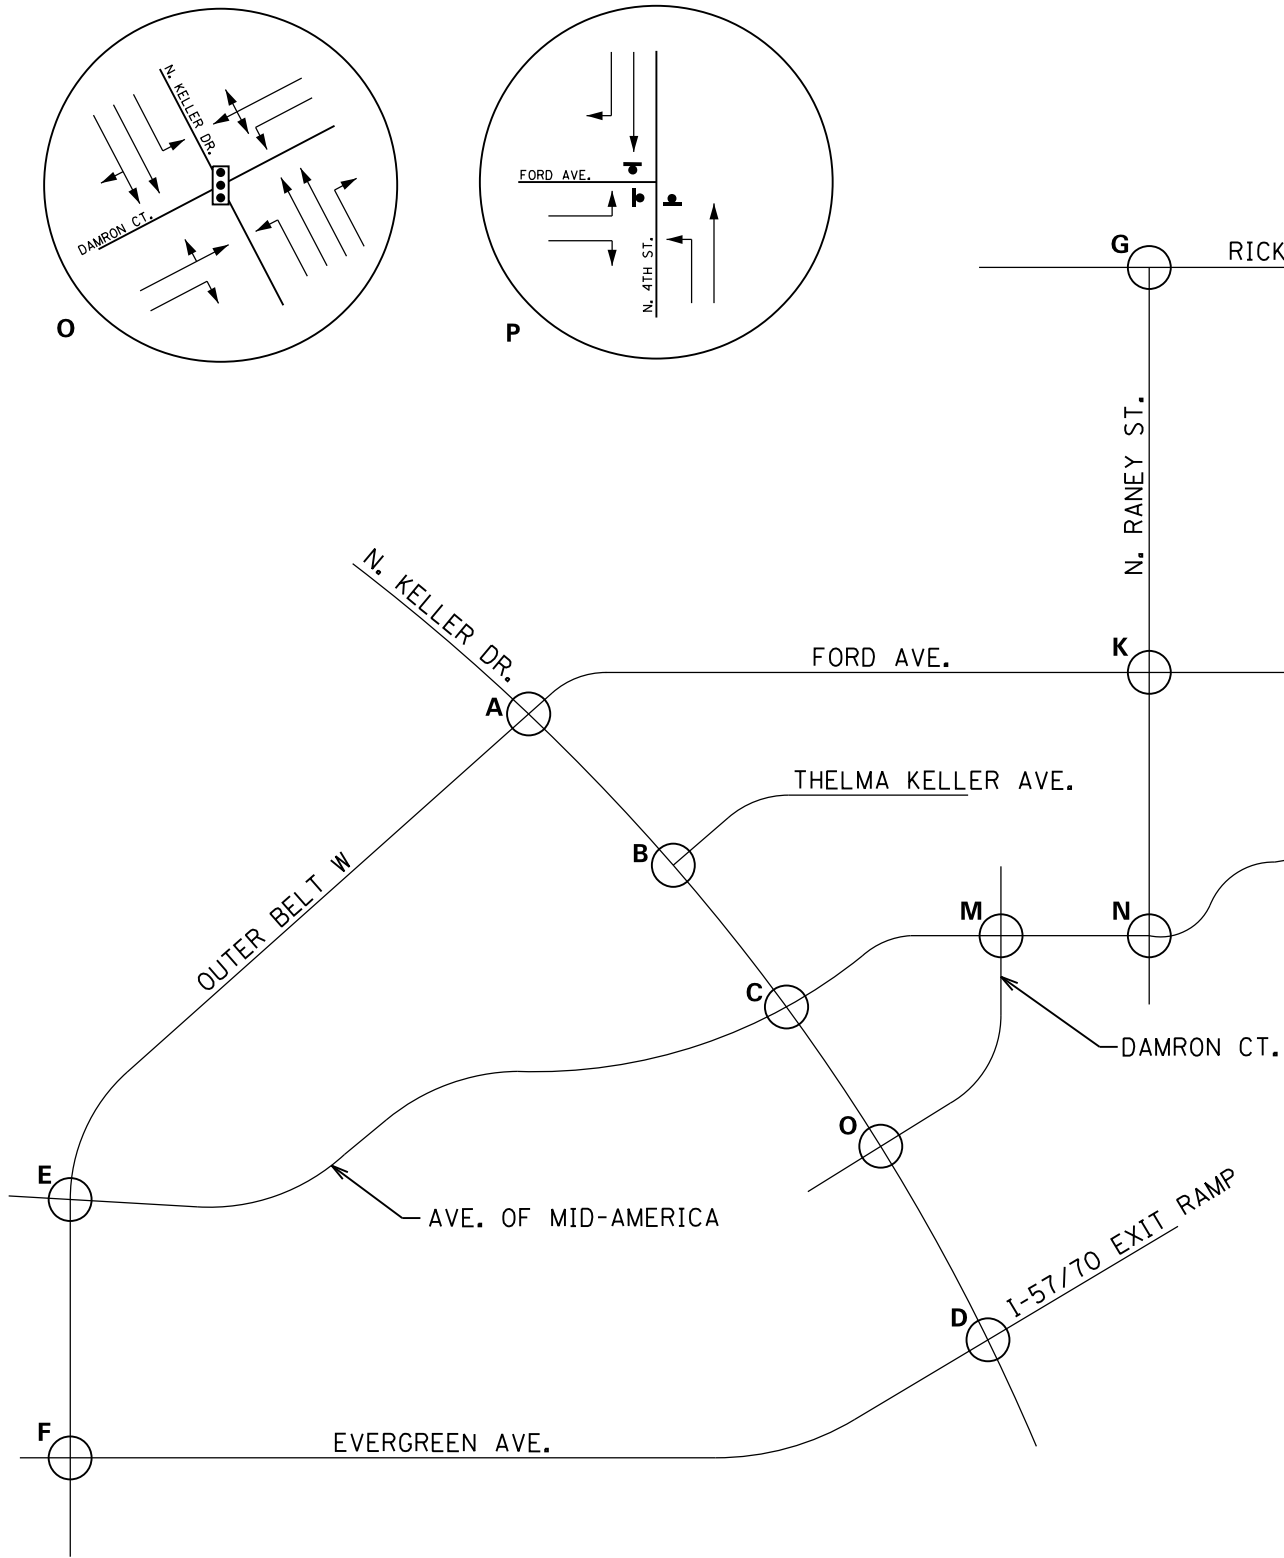 N. KELLER DR.
DAMRON CT.
O
FORD AVE.
N. 4TH ST.
P
G
RICK
N. RANEY ST.
N. KELLER DR.
A
FORD AVE.
K
THELMA KELLER AVE.
B
OUTER BELT W
M
N
C
DAMRON CT.
O
E
AVE. OF MID-AMERICA
I-57/70 EXIT RAMP
D
F
EVERGREEN AVE.